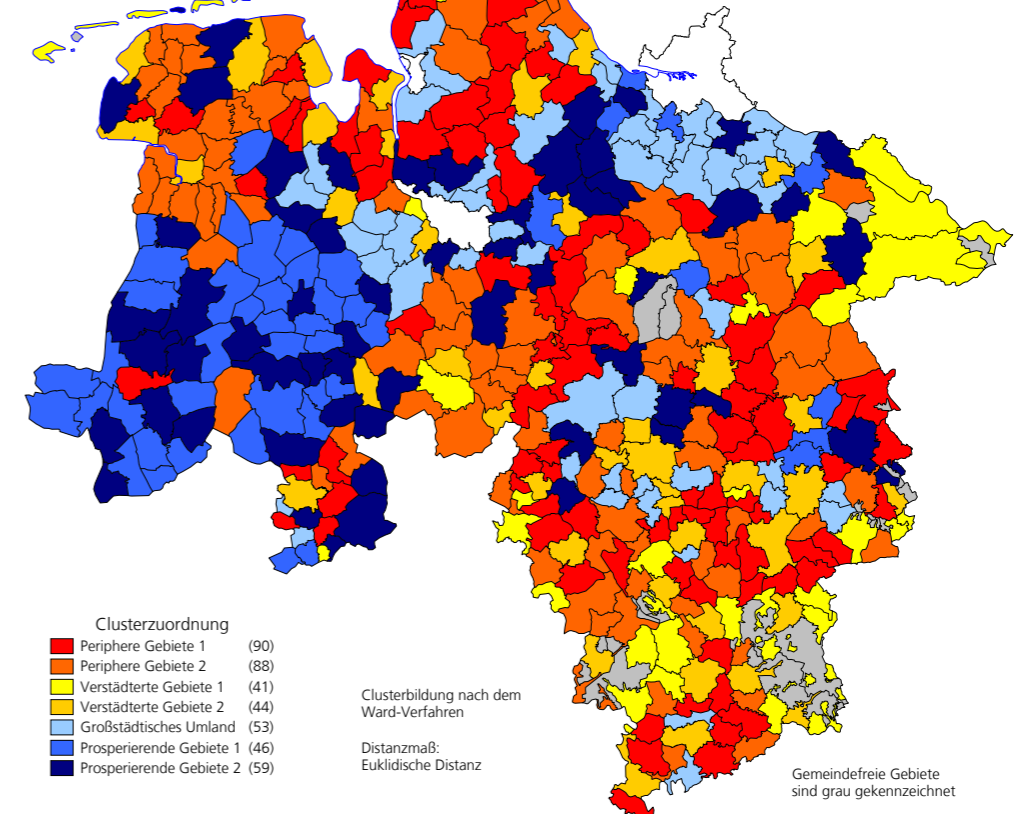 Clusterzuordnung
Periphere Gebiete 1 (90)
Periphere Gebiete 2 (88)
Verstädterte Gebiete 1 (41)
Verstädterte Gebiete 2 (44)
Großstädtisches Umland (53)
Prosperierende Gebiete 1 (46)
Prosperierende Gebiete 2 (59)
Clusterbildung nach dem
Ward-Verfahren
Distanzmaß:
Euklidische Distanz
Gemeindefreie Gebiete
sind grau gekennzeichnet